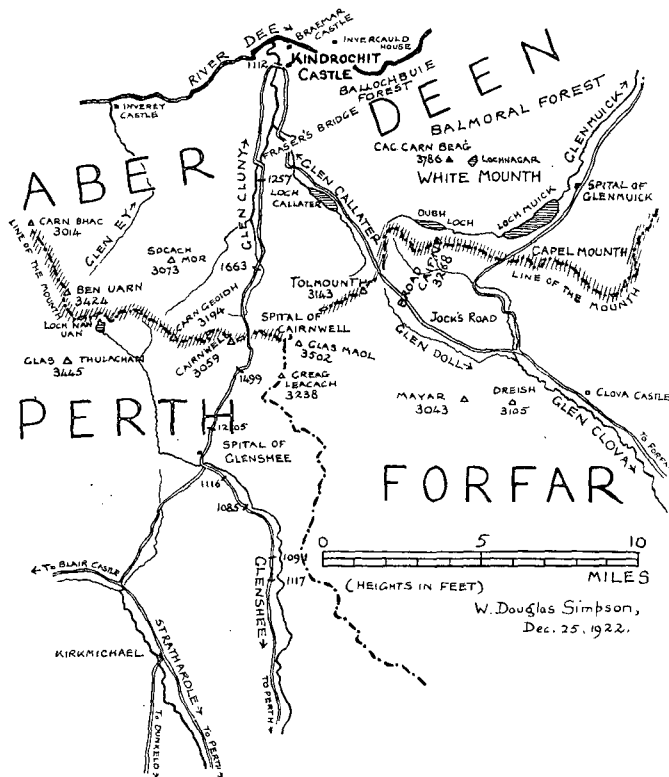 RIVER DEE
BRAEMAR CASTLE
INVERCAULD HOUSE
KINDROCHIT CASTLE
1112
BALLOCHBUIE FOREST
INVEREY CASTLE
ABER
DEEN
BALMORAL FOREST
FRASER'S BRIDGE
CAC CARN BEAG
3786
LOCHNAGAR
WHITE MOUNTH
GLENMUICK
SPITAL OF GLENMUICK
GLEN CLUNY
1257
LOCH CALLATER
GLEN CALLATER
DUBH LOCH
LOCH MUICK
CARN BHAC
3014
LINE OF THE MOUNTH
GLEN EY
SOCACH MOR
3073
1663
CAPEL MOUNTH
LINE OF THE MOUNTH
BEN UARN
3424
TOLMOUNTH
3143
BROAD CAIRN
3268
LOCH NAN UAN
CARN GEOIDH
3194
SPITAL OF CAIRNWELL
JOCK'S ROAD
CAIRNWELL
3059
GLAS MAOL
3502
GLAS THULACHAN
3445
1499
CREAG LEACACH
3238
GLEN DOLL
MAYAR
3043
DREISH
3105
CLOVA CASTLE
GLEN CLOVA
PERTH
1205
SPITAL OF GLENSHEE
FORFAR
1116
1085
0 5 10
MILES
(HEIGHTS IN FEET)
W. Douglas Simpson,
Dec. 25, 1922.
1117
GLENSHEE
TO BLAIR CASTLE
STRATHARDLE
KIRKMICHAEL
TO PERTH
TO DUNKELD
TO PERTH